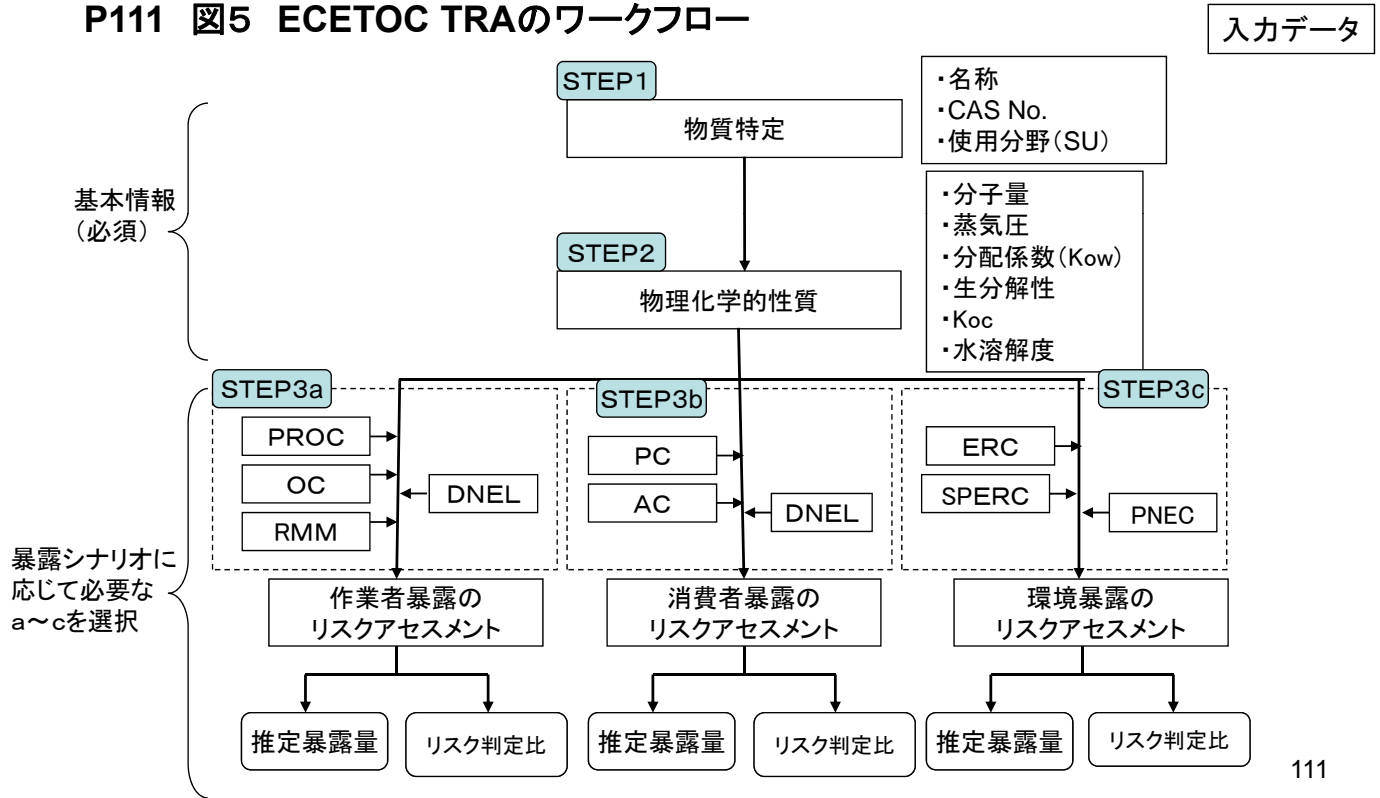 P111 図5 ECETOC TRAのワークフロー
入力データ
STEP1
物質特定
・名称
・CAS No.
・使用分野(SU)
基本情報
(必須)
STEP2
物理化学的性質
・分子量
・蒸気圧
・分配係数(Kow)
・生分解性
・Koc
・水溶解度
暴露シナリオに
応じて必要な
a~cを選択
STEP3a
PROC
OC
RMM
DNEL
STEP3b
PC
AC
DNEL
STEP3c
ERC
SPERC
PNEC
作業者暴露の
リスクアセスメント
消費者暴露の
リスクアセスメント
環境暴露の
リスクアセスメント
推定暴露量
リスク判定比
推定暴露量
リスク判定比
推定暴露量
リスク判定比
111